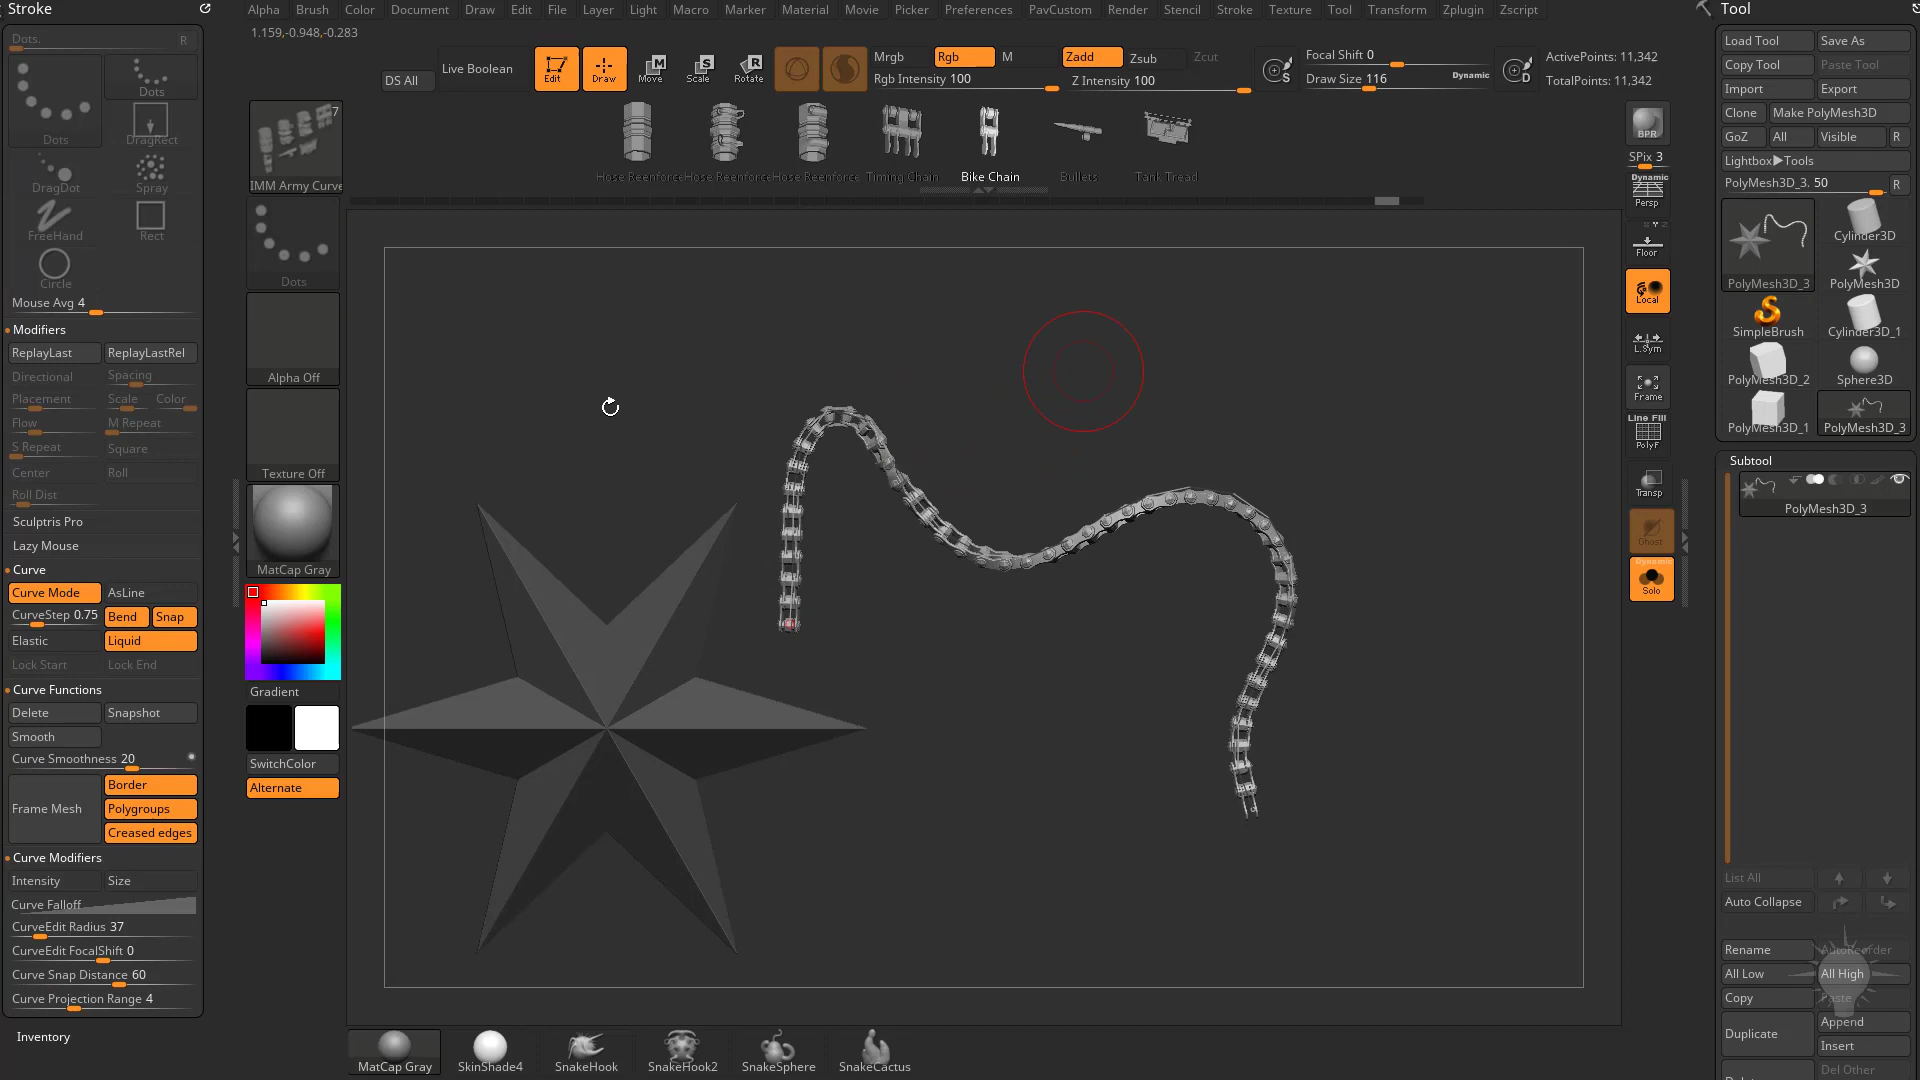 Stroke
Alpha Brush Color Document Draw Edit File Layer Light Macro Marker Material Movie Picker Preferences PavCustom Render Stencil Stroke Texture Tool Transform Zplugin Zscript
Tool
1.159,-0.948,-0.283
Dots. R
Dots
Dots
DragRect
DragDot Spray
FreeHand Rect
Circle
Mouse Avg 4
Modifiers
ReplayLast ReplayLastRel
Directional Spacing
Placement Scale Color
Flow M Repeat
S Repeat Square
Center Roll
Roll Dist
Sculptris Pro
Lazy Mouse
Curve
Curve Mode AsLine
CurveStep 0.75 Bend Snap
Elastic Liquid
Lock Start Lock End
Curve Functions
Delete Snapshot
Smooth
Curve Smoothness 20
Border
Frame Mesh Polygroups
Creased edges
Curve Modifiers
Intensity Size
Curve Falloff
CurveEdit Radius 37
CurveEdit FocalShift 0
Curve Snap Distance 60
Curve Projection Range 4
Inventory
DS All
Live Boolean
Edit Draw Move Scale Rotate
Mrgb Rgb M
Rgb Intensity 100
Zadd Zsub Zcut
Z Intensity 100
S
Focal Shift 0
Draw Size 116 Dynamic
D
ActivePoints: 11,342
TotalPoints: 11,342
7
IMM Army Curve
Hose Reenforc Hose Reenforc Hose Reenforc Timing Chain Bike Chain Bullets Tank Tread
Dots
Alpha Off
Texture Off
MatCap Gray
Gradient
SwitchColor
Alternate
BPR
SPix 3
Dynamic
Persp
Floor
Local
L.Sym
Frame
Line Fill
PolyF
Transp
Ghost
Dynamic
Solo
MatCap Gray SkinShade4 SnakeHook SnakeHook2 SnakeSphere SnakeCactus
Load Tool Save As
Copy Tool Paste Tool
Import Export
Clone Make PolyMesh3D
GoZ All Visible R
Lightbox▶Tools
PolyMesh3D_3. 50 R
Cylinder3D
PolyMesh3D_3 PolyMesh3D
SimpleBrush Cylinder3D_1
PolyMesh3D_2 Sphere3D
PolyMesh3D_1 PolyMesh3D_3
Subtool
PolyMesh3D_3
List All
Auto Collapse
Rename AutoReorder
All Low All High
Copy Paste
Duplicate Append
Insert
Del Other